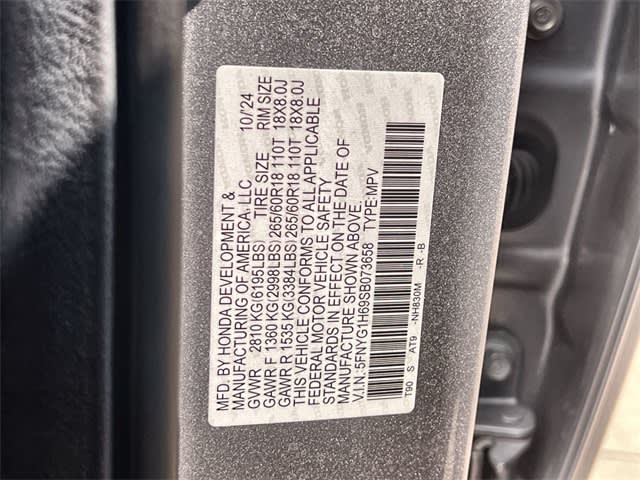 MFD. BY HONDA DEVELOPMENT &
MANUFACTURING OF AMERICA, LLC. 10/'24
GVWR 2810 KG(6195LBS) TIRE SIZE RIM SIZE
GAWR F 1360 KG(2998LBS) 265/60R18 110T 18X8.0J
GAWR R 1535 KG(3384LBS) 265/60R18 110T 18X8.0J
THIS VEHICLE CONFORMS TO ALL APPLICABLE
FEDERAL MOTOR VEHICLE SAFETY
STANDARDS IN EFFECT ON THE DATE OF
MANUFACTURE SHOWN ABOVE.
V.I.N.: 5FNYG1H69SB073658 TYPE:MPV
T90 S AT9 -NH830M -R -B